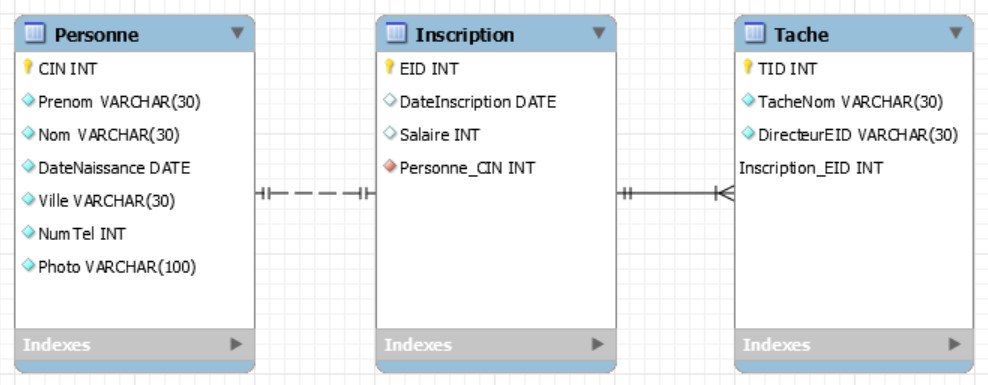 Personne
CIN INT
Prenom VARCHAR(30)
Nom VARCHAR(30)
DateNaissance DATE
Ville VARCHAR(30)
NumTel INT
Photo VARCHAR(100)
Indexes
Inscription
EID INT
DateInscription DATE
Salaire INT
Personne_CIN INT
Indexes
Tache
TID INT
TacheNom VARCHAR(30)
DirecteurEID VARCHAR(30)
Inscription_EID INT
Indexes